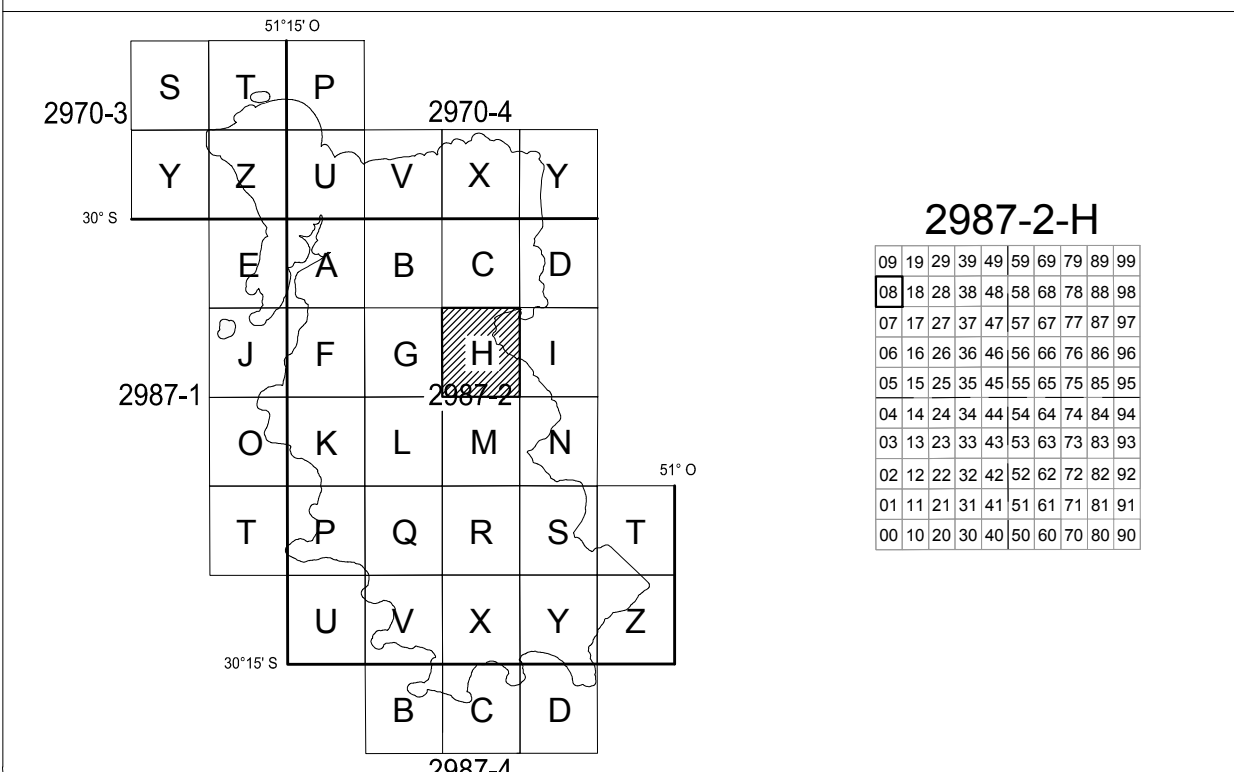 51°15' O
S T P
2970-3 2970-4
Y Z U V X Y
30° S
E A B C D
J F G H I
2987-1 2987-2
O K L M N
51° O
T P Q R S T
U V X Y Z
30°15' S
B C D
2987-4
2987-2-H
09 19 29 39 49 59 69 79 89 99
08 18 28 38 48 58 68 78 88 98
07 17 27 37 47 57 67 77 87 97
06 16 26 36 46 56 66 76 86 96
05 15 25 35 45 55 65 75 85 95
04 14 24 34 44 54 64 74 84 94
03 13 23 33 43 53 63 73 83 93
02 12 22 32 42 52 62 72 82 92
01 11 21 31 41 51 61 71 81 91
00 10 20 30 40 50 60 70 80 90